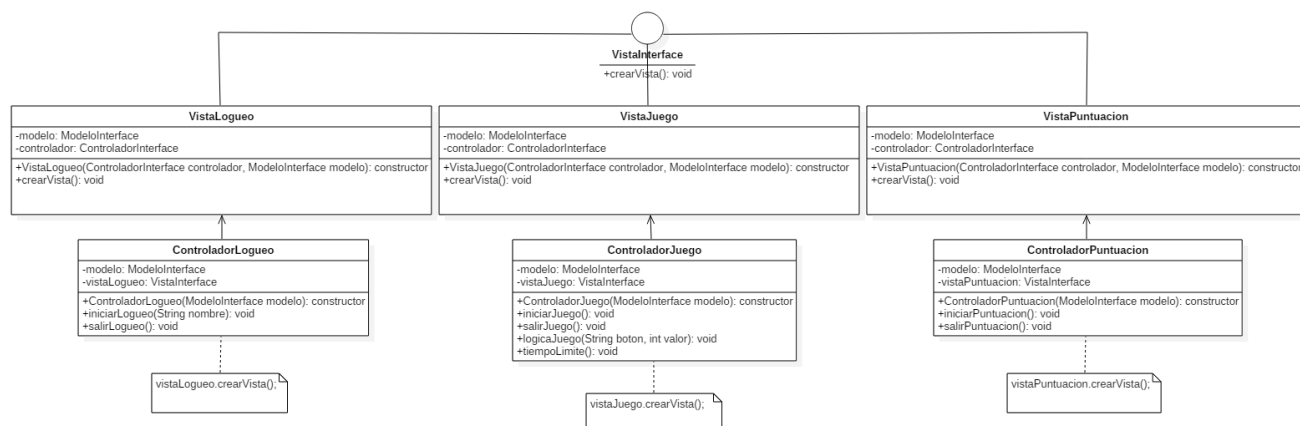 VistaInterface
+crearVista(): void
VistaLogueo
-modelo: ModeloInterface
-controlador: ControladorInterface
+VistaLogueo(ControladorInterface controlador, ModeloInterface modelo): constructor
+crearVista(): void
VistaJuego
-modelo: ModeloInterface
-controlador: ControladorInterface
+VistaJuego(ControladorInterface controlador, ModeloInterface modelo): constructor
+crearVista(): void
VistaPuntuacion
-modelo: ModeloInterface
-controlador: ControladorInterface
+VistaPuntuacion(ControladorInterface controlador, ModeloInterface modelo): constructor
+crearVista(): void
ControladorLogueo
-modelo: ModeloInterface
-vistaLogueo: VistaInterface
+ControladorLogueo(ModeloInterface modelo): constructor
+iniciarLogueo(String nombre): void
+salirLogueo(): void
ControladorJuego
-modelo: ModeloInterface
-vistaJuego: VistaInterface
+ControladorJuego(ModeloInterface modelo): constructor
+iniciarJuego(): void
+salirJuego(): void
+logicaJuego(String boton, int valor): void
+tiempoLimite(): void
ControladorPuntuacion
-modelo: ModeloInterface
-vistaPuntuacion: VistaInterface
+ControladorPuntuacion(ModeloInterface modelo): constructor
+iniciarPuntuacion(): void
+salirPuntuacion(): void
vistaLogueo.crearVista();
vistaJuego.crearVista();
vistaPuntuacion.crearVista();